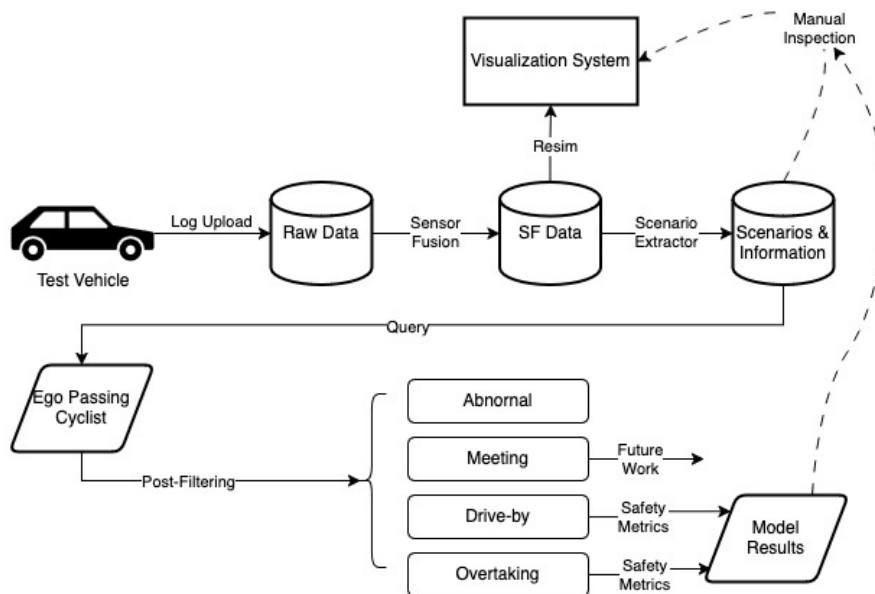 Manual
Inspection
Visualization System
Resim
Log Upload
Raw Data
Sensor
Fusion
SF Data
Scenario
Extractor
Scenarios &
Information
Test Vehicle
Query
Ego Passing
Cyclist
Post-Filtering
Abnornal
Meeting
Future
Work
Drive-by
Safety
Metrics
Overtaking
Safety
Metrics
Model
Results